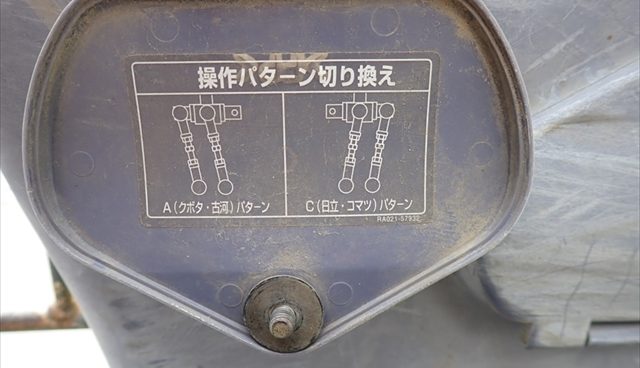 操作パターン切り換え
A(クボタ・古河)パターン
C(日立・コマツ)パターン
RA021-5793E